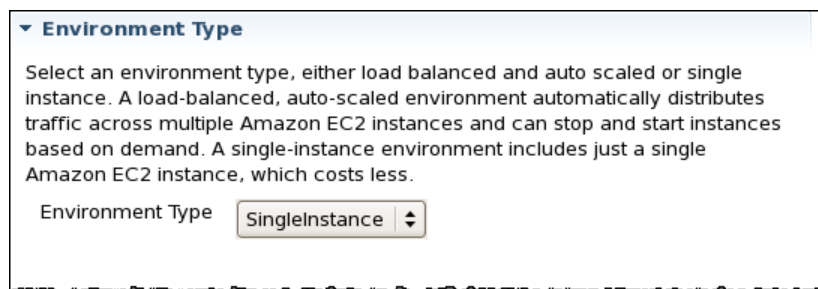 Environment Type
Select an environment type, either load balanced and auto scaled or single
instance. A load-balanced, auto-scaled environment automatically distributes
traffic across multiple Amazon EC2 instances and can stop and start instances
based on demand. A single-instance environment includes just a single
Amazon EC2 instance, which costs less.
Environment Type SingleInstance